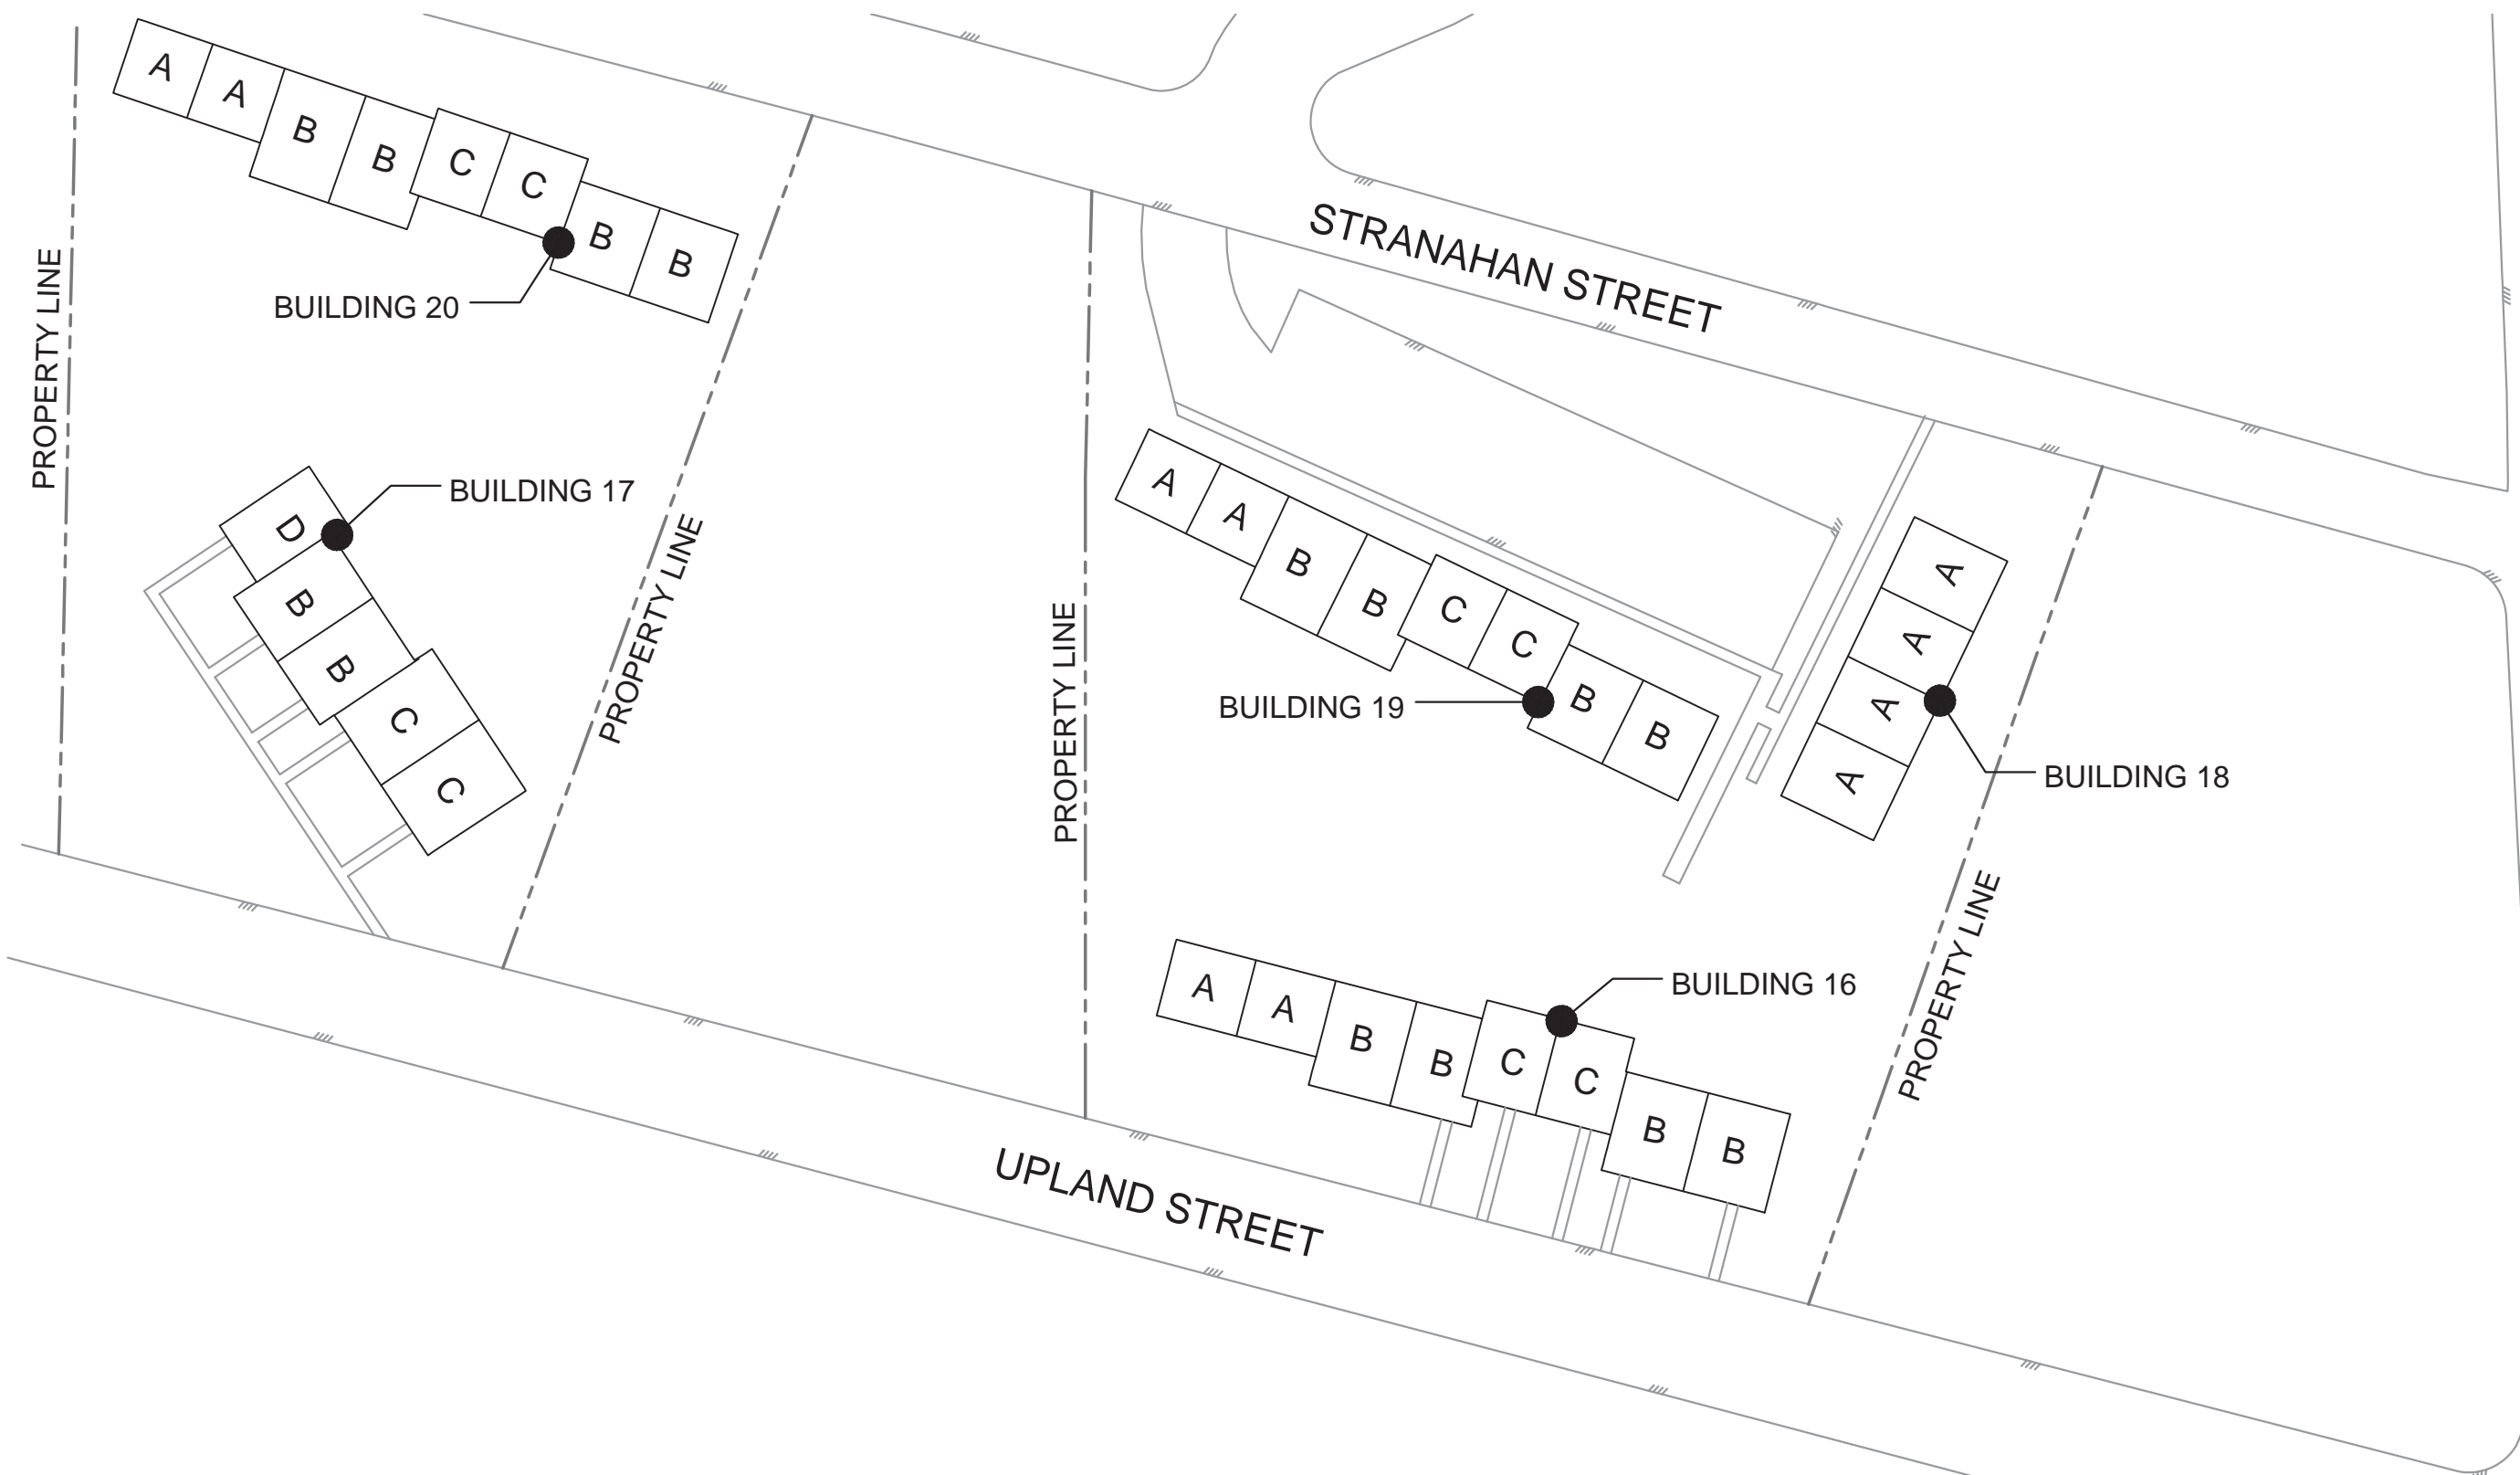 A A B B C C B B
BUILDING 20
PROPERTY LINE
STRANAHAN STREET
BUILDING 17
D B B C C
PROPERTY LINE
PROPERTY LINE
A A B B C C B B
BUILDING 19
A A A A
BUILDING 18
PROPERTY LINE
BUILDING 16
A A B B C C B B
UPLAND STREET